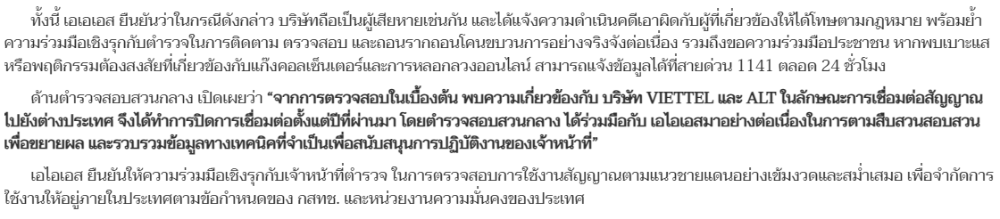 ทั้งนี้ เอเอเอส ยืนยันว่าในกรณีดังกล่าว บริษัทถือเป็นผู้เสียหายเช่นกัน และได้แจ้งความดำเนินคดีเอาผิดกับผู้ที่เกี่ยวข้องให้ได้โทษตามกฎหมาย พร้อมย้ำ
ความร่วมมือเชิงรุกกับตำรวจในการติดตาม ตรวจสอบ และถอนรากถอนโคนขบวนการอย่างจริงจังต่อเนื่อง รวมถึงขอความร่วมมือประชาชน หากพบเบาะแส
หรือพฤติกรรมต้องสงสัยที่เกี่ยวข้องกับแก๊งคอลเซ็นเตอร์และการหลอกลวงออนไลน์ สามารถแจ้งข้อมูลได้ที่สายด่วน 1141 ตลอด 24 ชั่วโมง
ด้านตำรวจสอบสวนกลาง เปิดเผยว่า “จากการตรวจสอบในเบื้องต้น พบความเกี่ยวข้องกับ บริษัท VIETTEL และ ALT ในลักษณะการเชื่อมต่อสัญญาณ
ไปยังต่างประเทศ จึงได้ทำการปิดการเชื่อมต่อตั้งแต่ปีที่ผ่านมา โดยตำรวจสอบสวนกลาง ได้ร่วมมือกับ เอไอเอสมาอย่างต่อเนื่องในการตามสืบสวนสอบสวน
เพื่อขยายผล และรวบรวมข้อมูลทางเทคนิคที่จำเป็นเพื่อสนับสนุนการปฏิบัติงานของเจ้าหน้าที่”
เอไอเอส ยืนยันให้ความร่วมมือเชิงรุกกับเจ้าหน้าที่ตำรวจ ในการตรวจสอบการใช้งานสัญญาณตามแนวชายแดนอย่างเข้มงวดและสม่ำเสมอ เพื่อจำกัดการ
ใช้งานให้อยู่ภายในประเทศตามข้อกำหนดของ กสทช. และหน่วยงานความมั่นคงของประเทศ